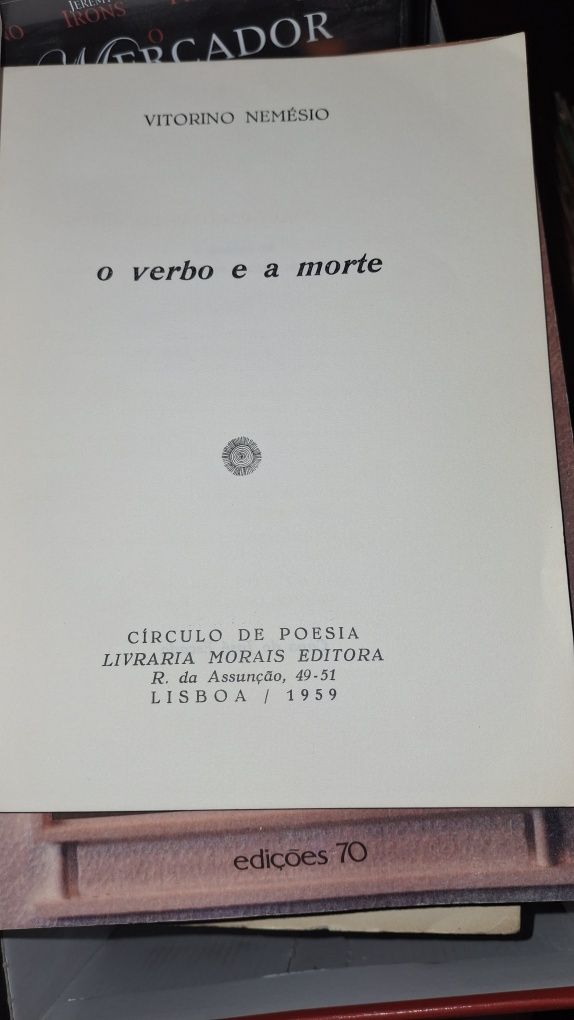 JEREMY
IRONS
O
MERCADOR
VITORINO NEMÉSIO
o verbo e a morte
CÍRCULO DE POESIA
LIVRARIA MORAIS EDITORA
R. da Assunção, 49-51
LISBOA / 1959
edições 70